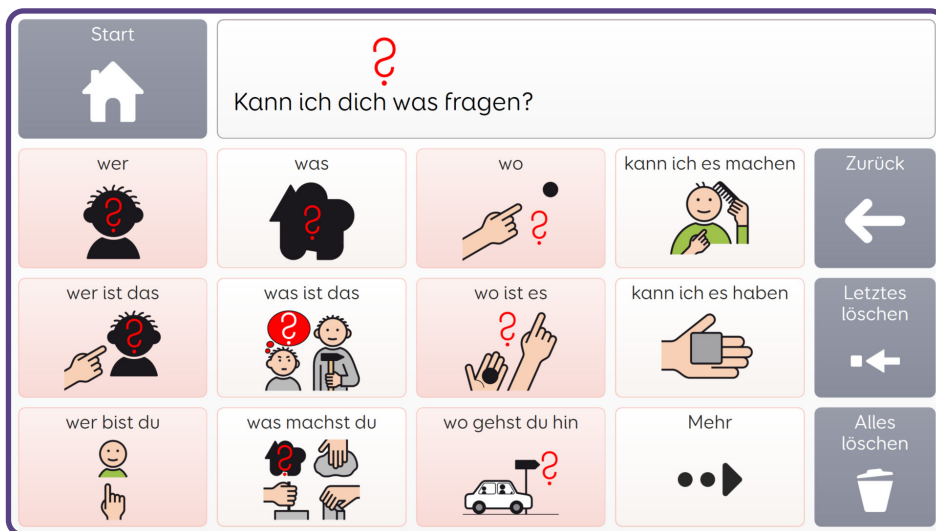 Start
Kann ich dich was fragen?
wer
was
wo
kann ich es machen
Zurück
wer ist das
was ist das
wo ist es
kann ich es haben
Letztes
löschen
wer bist du
was machst du
wo gehst du hin
Mehr
Alles
löschen